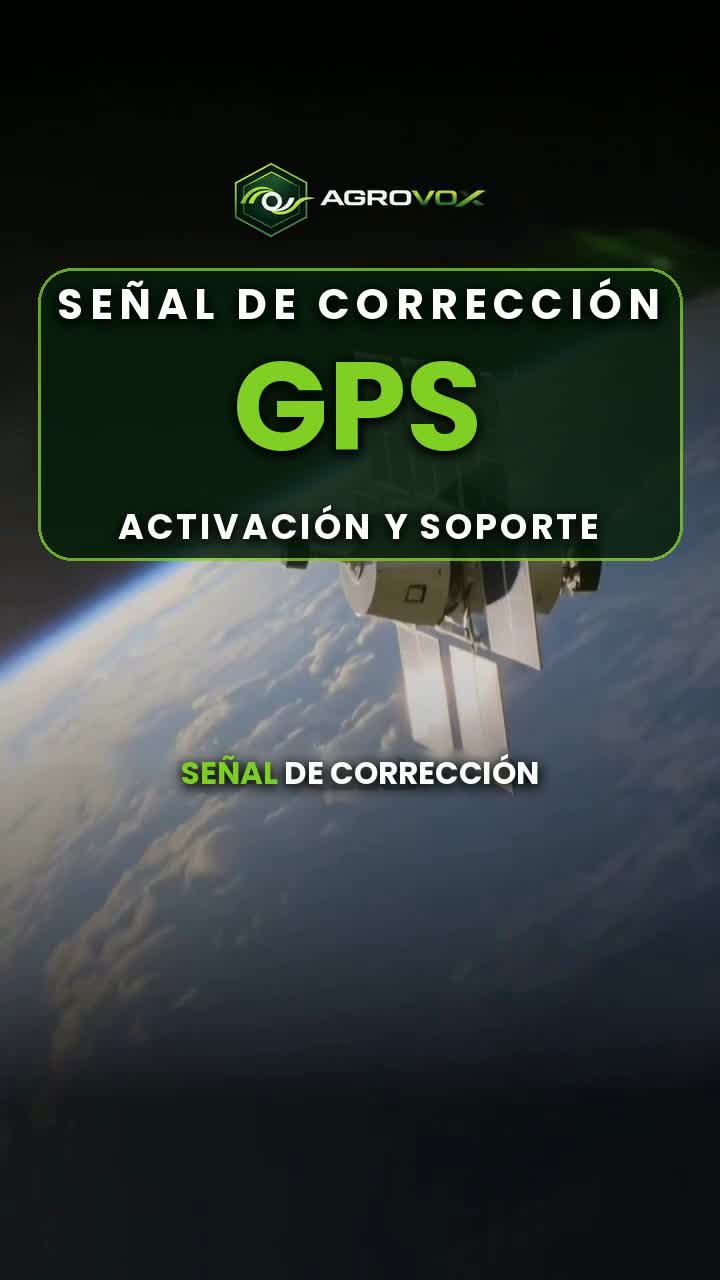 AGROVOX
SEÑAL DE CORRECCIÓN
GPS
ACTIVACIÓN Y SOPORTE
SEÑAL DE CORRECCIÓN